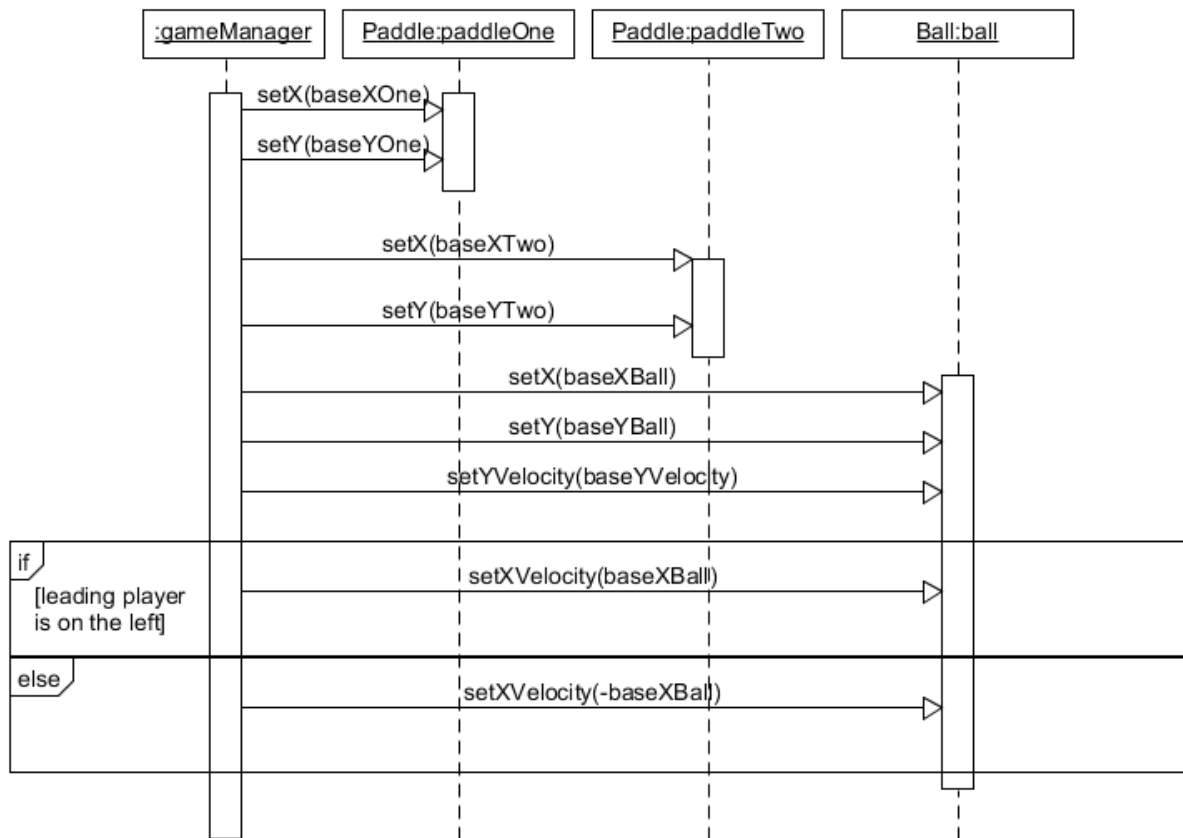 :gameManager
Paddle:paddleOne
Paddle:paddleTwo
Ball:ball
setX(baseXOne)
setY(baseYOne)
setX(baseXTwo)
setY(baseYTwo)
setX(baseXBall)
setY(baseYBall)
setYVelocity(baseYVelocity)
if
[leading player
is on the left]
setXVelocity(baseXBall)
else
setXVelocity(-baseXBall)